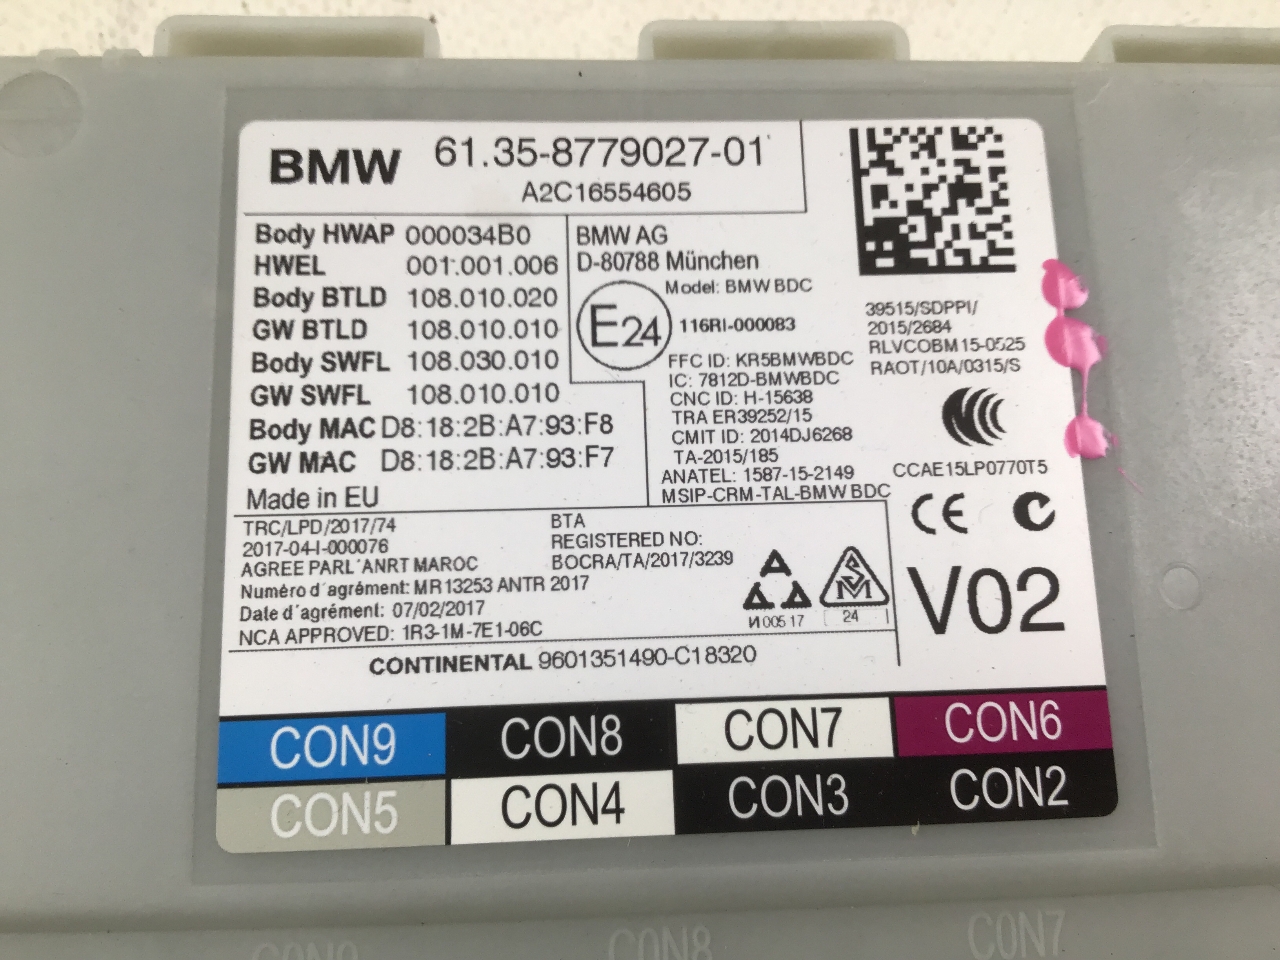 BMW 61.35-8779027-01
A2C16554605
Body HWAP 000034B0
HWEL 001.001.006
Body BTLD 108.010.020
GW BTLD 108.010.010
Body SWFL 108.030.010
GW SWFL 108.010.010
Body MAC D8:18:2B:A7:93:F8
GW MAC D8:18:2B:A7:93:F7
Made in EU
BMW AG
D-80788 München
Model: BMW BDC
E24
116RI-000083
FFC ID: KR5BMWBDC
IC: 7812D-BMWBDC
CNC ID: H-15638
TRA ER39252/15
CMIT ID: 2014DJ6268
TA-2015/185
ANATEL: 1587-15-2149
MSIP-CRM-TAL-BMW BDC
39515/SDPPI/
2015/2684
RLVCOBM15-0525
RAOT/10A/0315/S
CCAE15LP0770T5
CE
V02
TRC/LPD/2017/74
2017-04-I-000076
AGREE PARL´ANRT MAROC
Numéro d´agrément: MR13253 ANTR 2017
Date d´agrément: 07/02/2017
NCA APPROVED: 1R3-1M-7E1-06C
BTA
REGISTERED NO:
BOCRA/TA/2017/3239
И005 17
SM
24
CONTINENTAL 9601351490-C18320
CON9 CON8 CON7 CON6
CON5 CON4 CON3 CON2
CON9 CON8 CON7